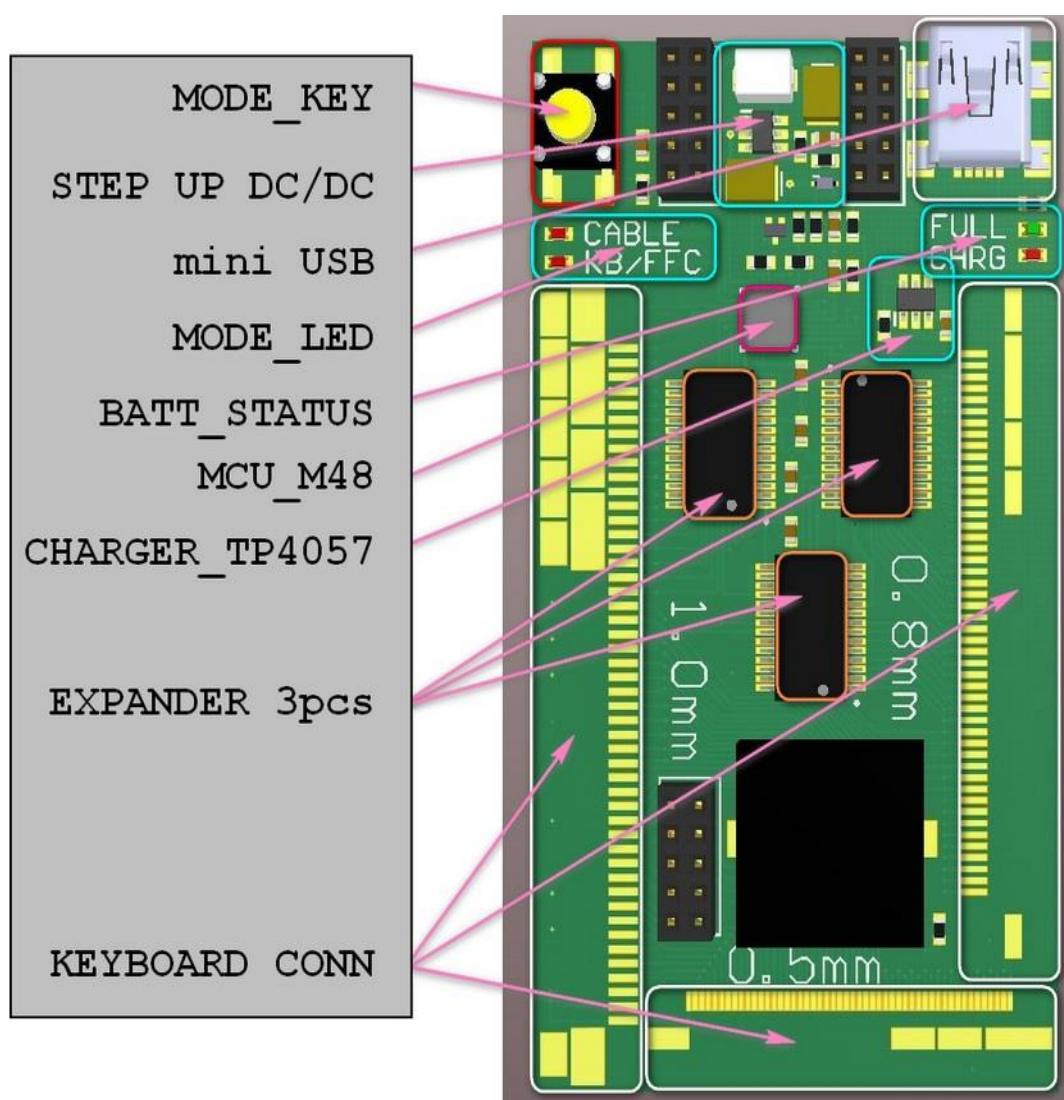 MODE_KEY
STEP UP DC/DC
mini USB
MODE_LED
BATT_STATUS
MCU_M48
CHARGER_TP4057
EXPANDER 3pcs
KEYBOARD CONN
CABLE
KB/FFC
FULL
CHRG
1.0mm
0.8mm
0.5mm